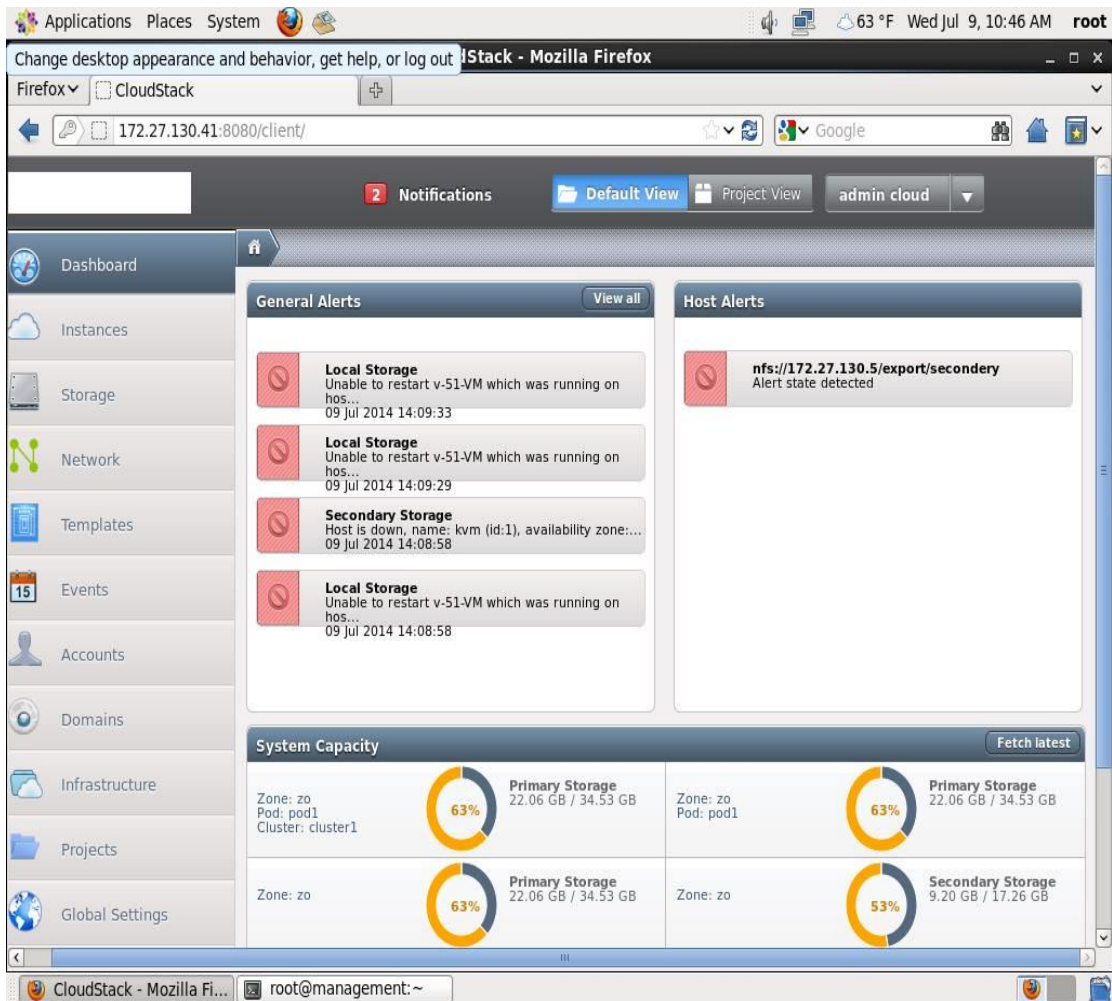 Applications Places System 63 °F Wed Jul 9, 10:46 AM root
Change desktop appearance and behavior, get help, or log out
dStack - Mozilla Firefox
Firefox
CloudStack
172.27.130.41:8080/client/
Google
2 Notifications
Default View
Project View
admin cloud
Dashboard
Instances
Storage
Network
Templates
15 Events
Accounts
Domains
Infrastructure
Projects
Global Settings
General Alerts
View all
Local Storage
Unable to restart v-51-VM which was running on
hos...
09 Jul 2014 14:09:33
Local Storage
Unable to restart v-51-VM which was running on
hos...
09 Jul 2014 14:09:29
Secondary Storage
Host is down, name: kvm (id:1), availability zone:...
09 Jul 2014 14:08:58
Local Storage
Unable to restart v-51-VM which was running on
hos...
09 Jul 2014 14:08:58
Host Alerts
nfs://172.27.130.5/export/secondery
Alert state detected
System Capacity
Fetch latest
Zone: zo
Pod: pod1
Cluster: cluster1
63%
Primary Storage
22.06 GB / 34.53 GB
Zone: zo
Pod: pod1
63%
Primary Storage
22.06 GB / 34.53 GB
Zone: zo
63%
Primary Storage
22.06 GB / 34.53 GB
Zone: zo
53%
Secondary Storage
9.20 GB / 17.26 GB
CloudStack - Mozilla Fi...
root@management:~